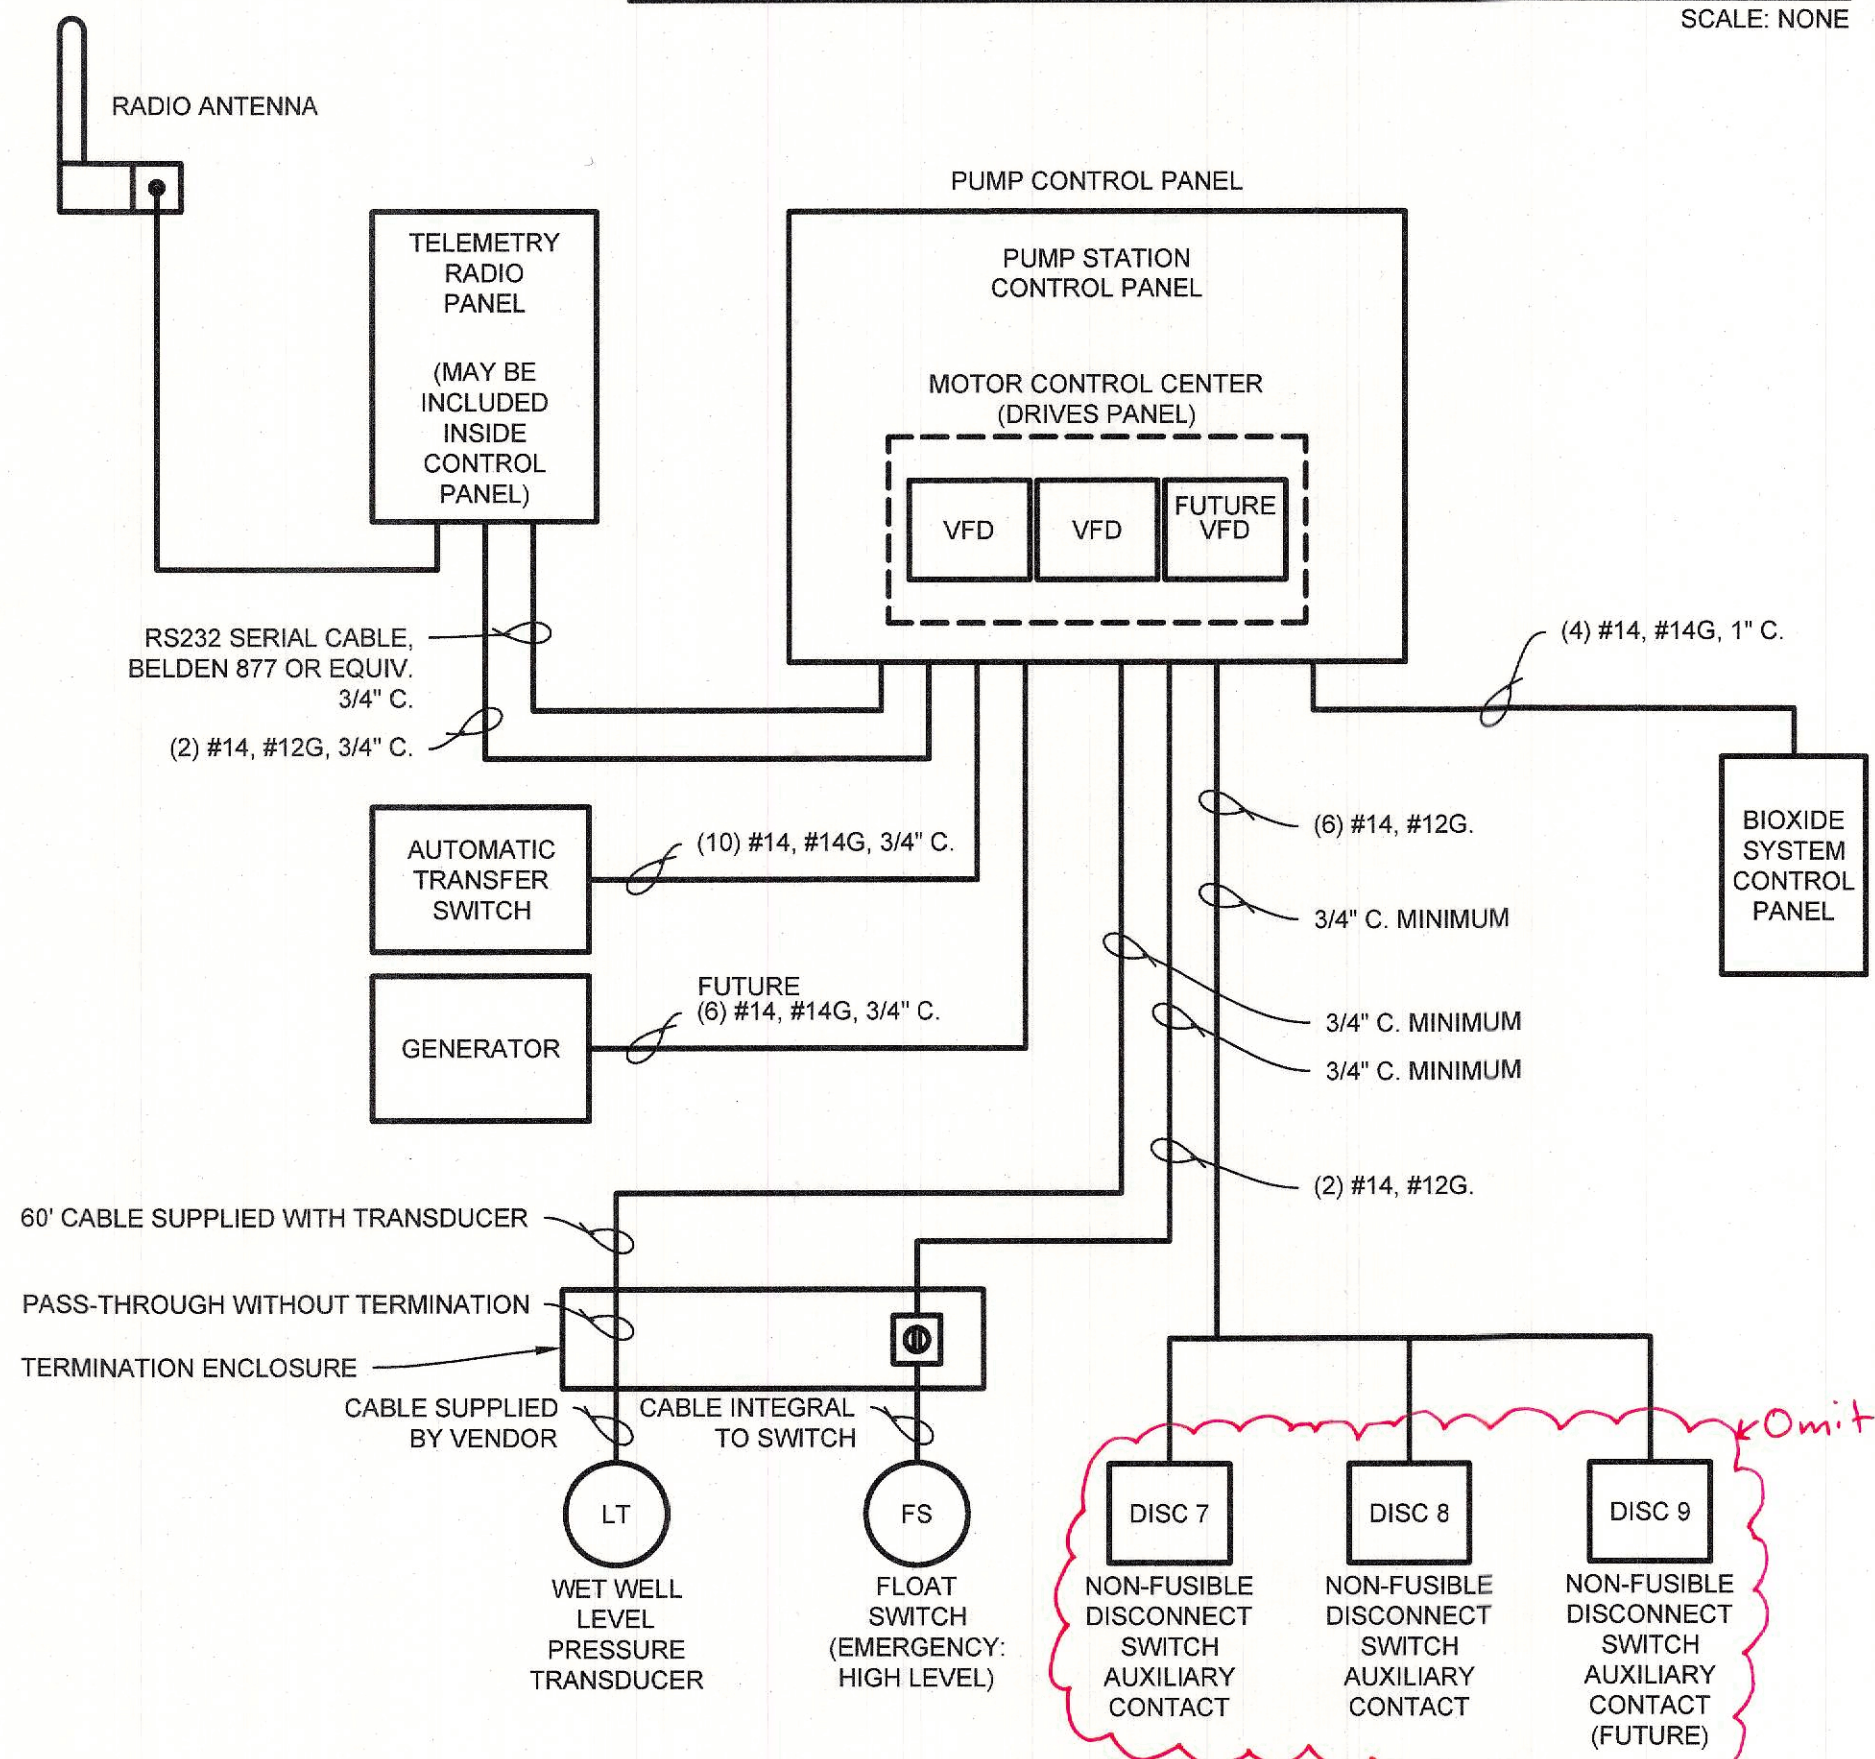 SCALE: NONE
RADIO ANTENNA
PUMP CONTROL PANEL
TELEMETRY
RADIO
PANEL
(MAY BE
INCLUDED
INSIDE
CONTROL
PANEL)
PUMP STATION
CONTROL PANEL
MOTOR CONTROL CENTER
(DRIVES PANEL)
VFD
VFD
FUTURE
VFD
RS232 SERIAL CABLE,
BELDEN 877 OR EQUIV.
3/4" C.
(2) #14, #12G, 3/4" C.
(4) #14, #14G, 1" C.
AUTOMATIC
TRANSFER
SWITCH
(10) #14, #14G, 3/4" C.
(6) #14, #12G.
3/4" C. MINIMUM
BIOXIDE
SYSTEM
CONTROL
PANEL
GENERATOR
FUTURE
(6) #14, #14G, 3/4" C.
3/4" C. MINIMUM
3/4" C. MINIMUM
(2) #14, #12G.
60' CABLE SUPPLIED WITH TRANSDUCER
PASS-THROUGH WITHOUT TERMINATION
TERMINATION ENCLOSURE
CABLE SUPPLIED
BY VENDOR
CABLE INTEGRAL
TO SWITCH
Omit
LT
WET WELL
LEVEL
PRESSURE
TRANSDUCER
FS
FLOAT
SWITCH
(EMERGENCY:
HIGH LEVEL)
DISC 7
NON-FUSIBLE
DISCONNECT
SWITCH
AUXILIARY
CONTACT
DISC 8
NON-FUSIBLE
DISCONNECT
SWITCH
AUXILIARY
CONTACT
DISC 9
NON-FUSIBLE
DISCONNECT
SWITCH
AUXILIARY
CONTACT
(FUTURE)